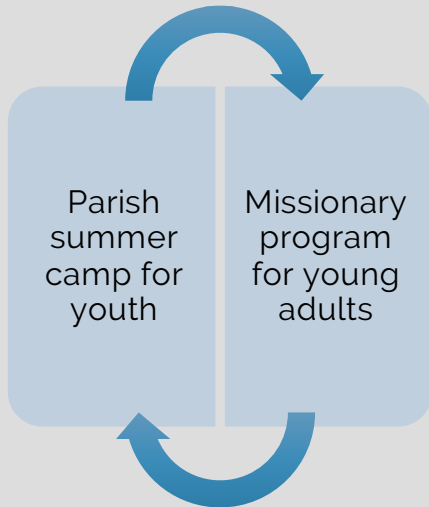 Parish
summer
camp for
youth
Missionary
program
for young
adults